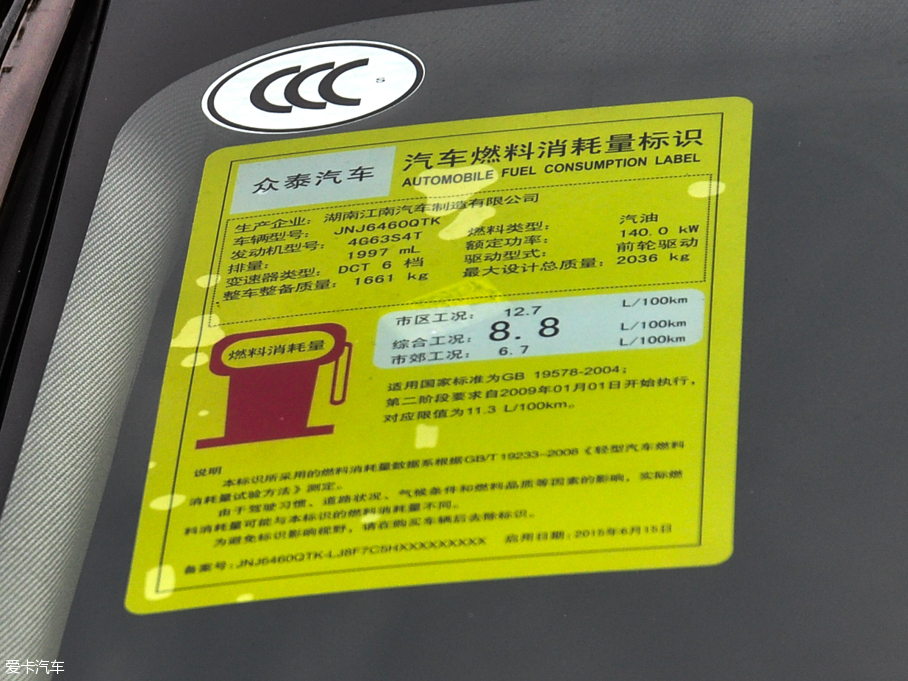 CCC S
众泰汽车
汽车燃料消耗量标识
AUTOMOBILE FUEL CONSUMPTION LABEL
生产企业: 湖南江南汽车制造有限公司
车辆型号: JNJ6460QTK 燃料类型: 汽油
发动机型号: 4G63S4T 额定功率: 140.0 kW
排量: 1997 mL 驱动型式: 前轮驱动
变速器类型: DCT 6 档 最大设计总质量: 2036 kg
整车整备质量: 1661 kg
燃料消耗量
市区工况: 12.7 L/100km
综合工况: 8.8 L/100km
市郊工况: 6.7 L/100km
适用国家标准为GB 19578-2004;
第二阶段要求自2009年01月01日开始执行,
对应限值为11.3 L/100km。
说明
本标识所采用的燃料消耗量数据系根据GB/T 19233-2008《轻型汽车燃料
消耗量试验方法》测定。
由于驾驶习惯、道路状况、气候条件和燃料品质等因素的影响,实际燃
料消耗量可能与本标识的燃料消耗量不同。
为避免标识影响视野,请在购买车辆后去除标识。
备案号: JNJ6460QTK-LJ8F7C5HXXXXXXXXX 启用日期: 2015年6月15日
爱卡汽车